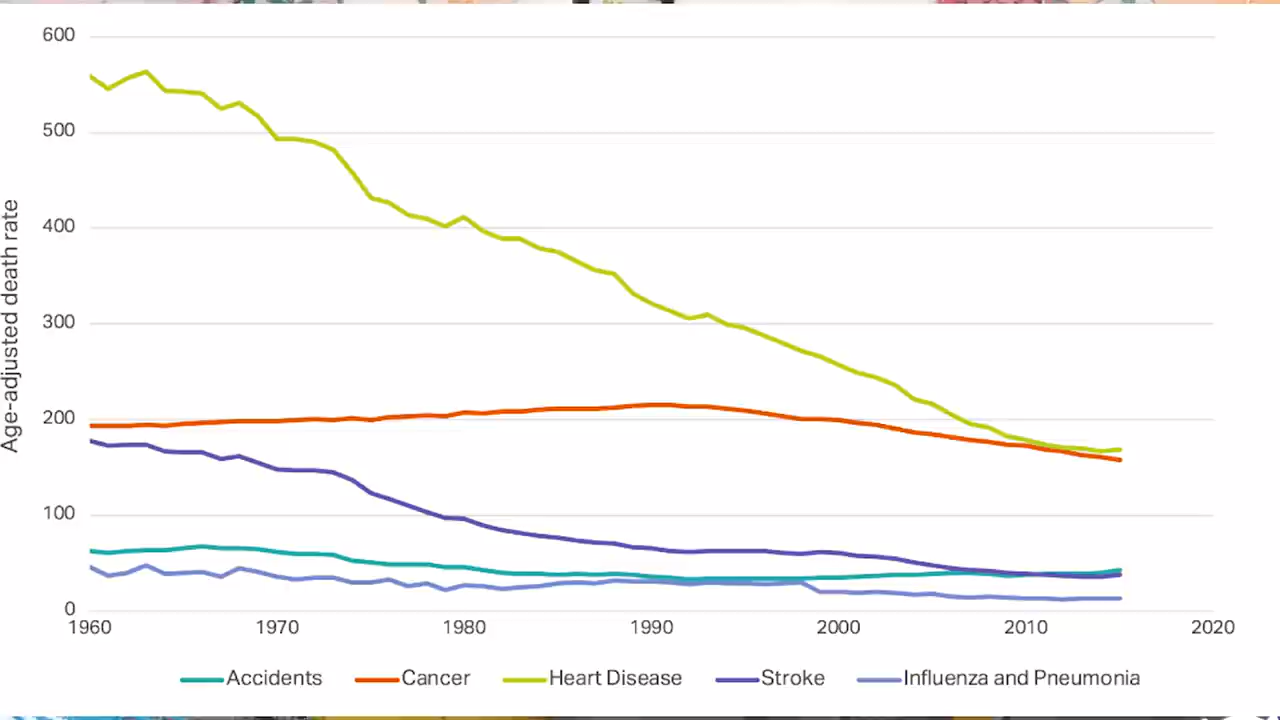 600
500
400
300
200
100
0
Age-adjusted death rate
1960 1970 1980 1990 2000 2010 2020
Accidents Cancer Heart Disease Stroke Influenza and Pneumonia